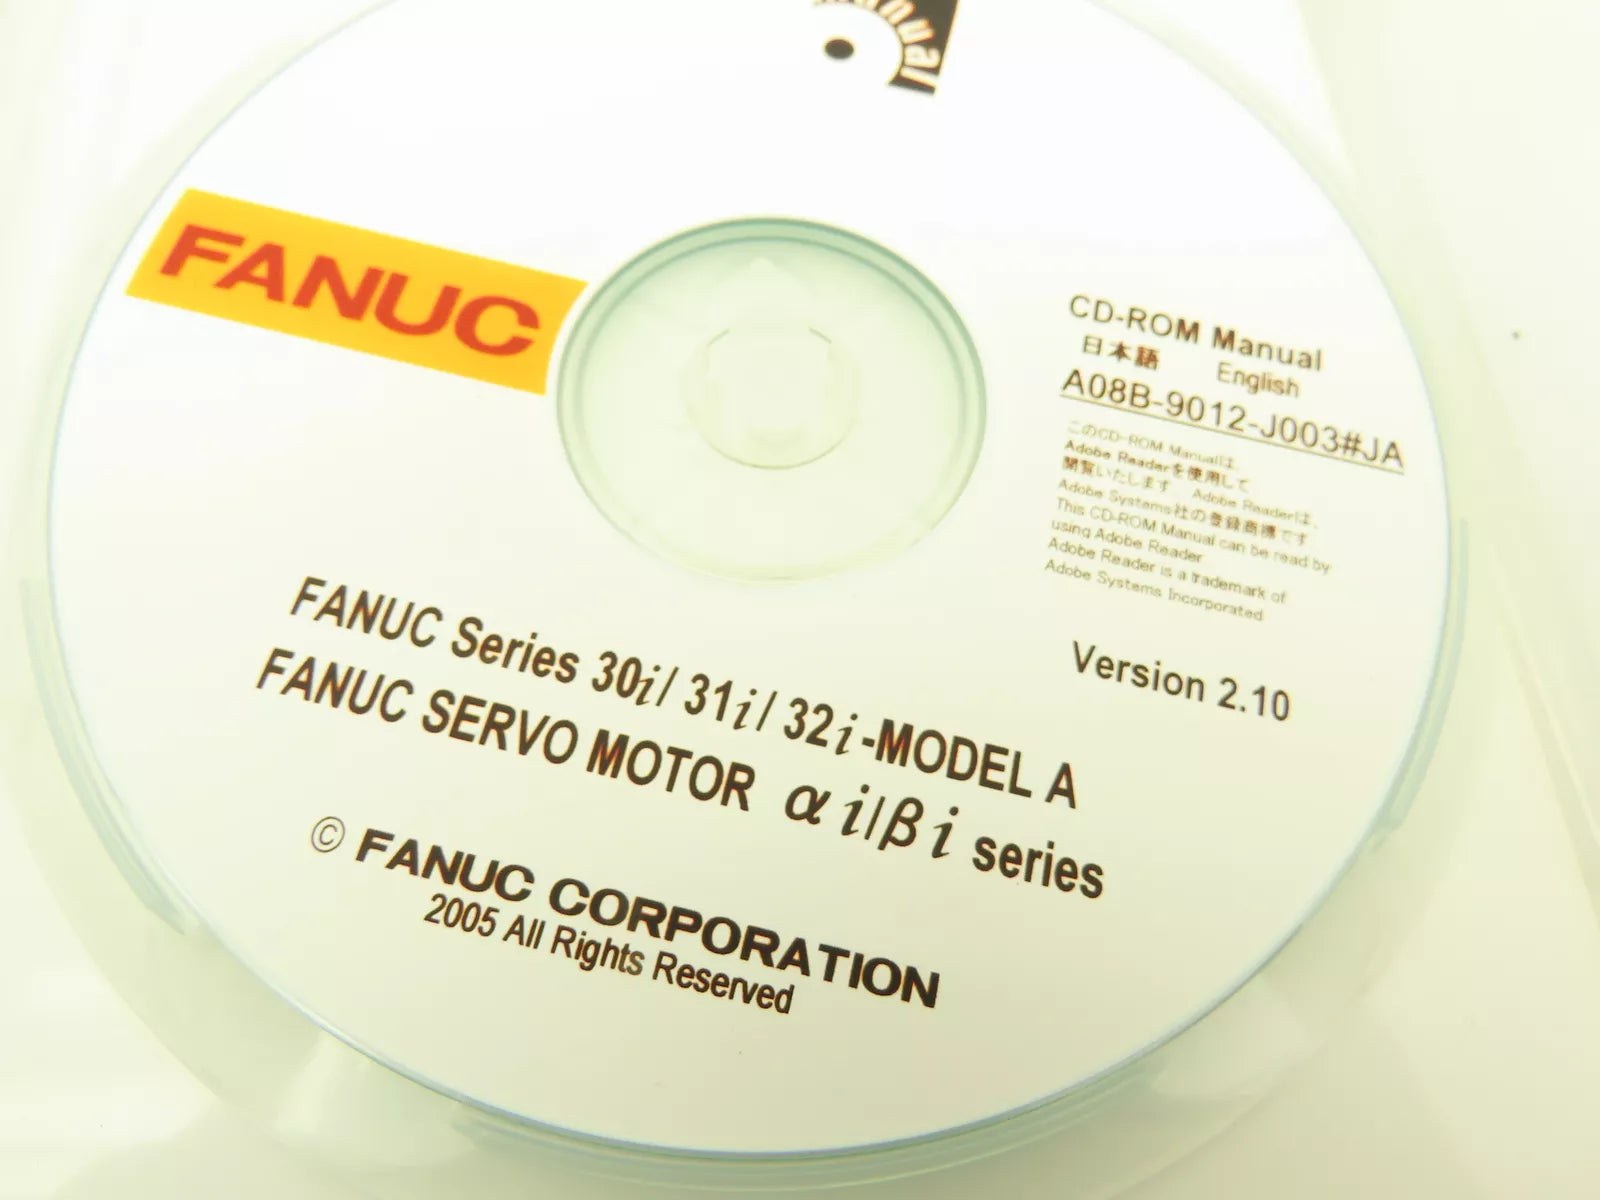 Manual
FANUC
CD-ROM Manual
日本語 English
A08B-9012-J003#JA
このCD-ROM Manualは、
Adobe Readerを使用して
閲覧いたします Adobe Readerは、
Adobe Systems社の登録商標です
This CD-ROM Manual can be read by
using Adobe Reader
Adobe Reader is a trademark of
Adobe Systems Incorporated
Version 2.10
FANUC Series 30i/ 31i/ 32i-MODEL A
FANUC SERVO MOTOR αi/βi series
© FANUC CORPORATION
2005 All Rights Reserved